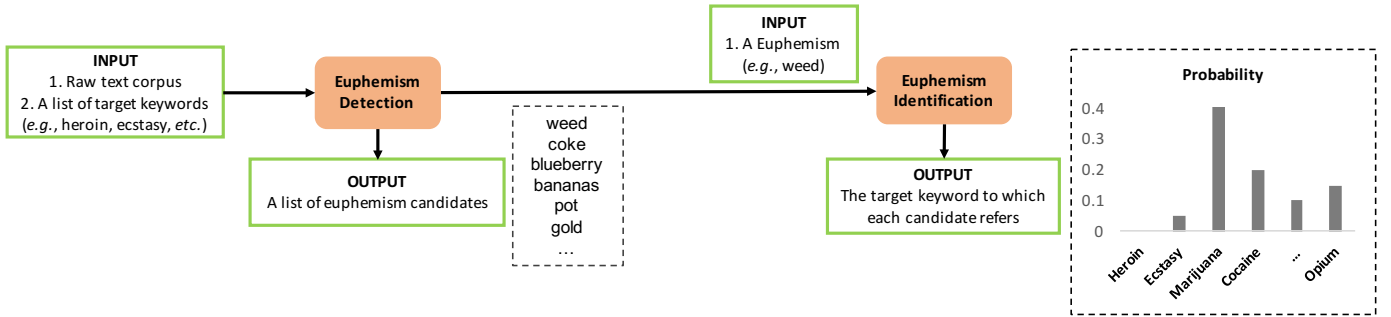 INPUT
1. Raw text corpus
2. A list of target keywords
(e.g., heroin, ecstasy, etc.)
Euphemism
Detection
OUTPUT
A list of euphemism candidates
weed
coke
blueberry
bananas
pot
gold
...
INPUT
1. A Euphemism
(e.g., weed)
Euphemism
Identification
OUTPUT
The target keyword to which
each candidate refers
Probability
0.4
0.3
0.2
0.1
0
Heroin
Ecstasy
Marijuana
Cocaine
...
Opium